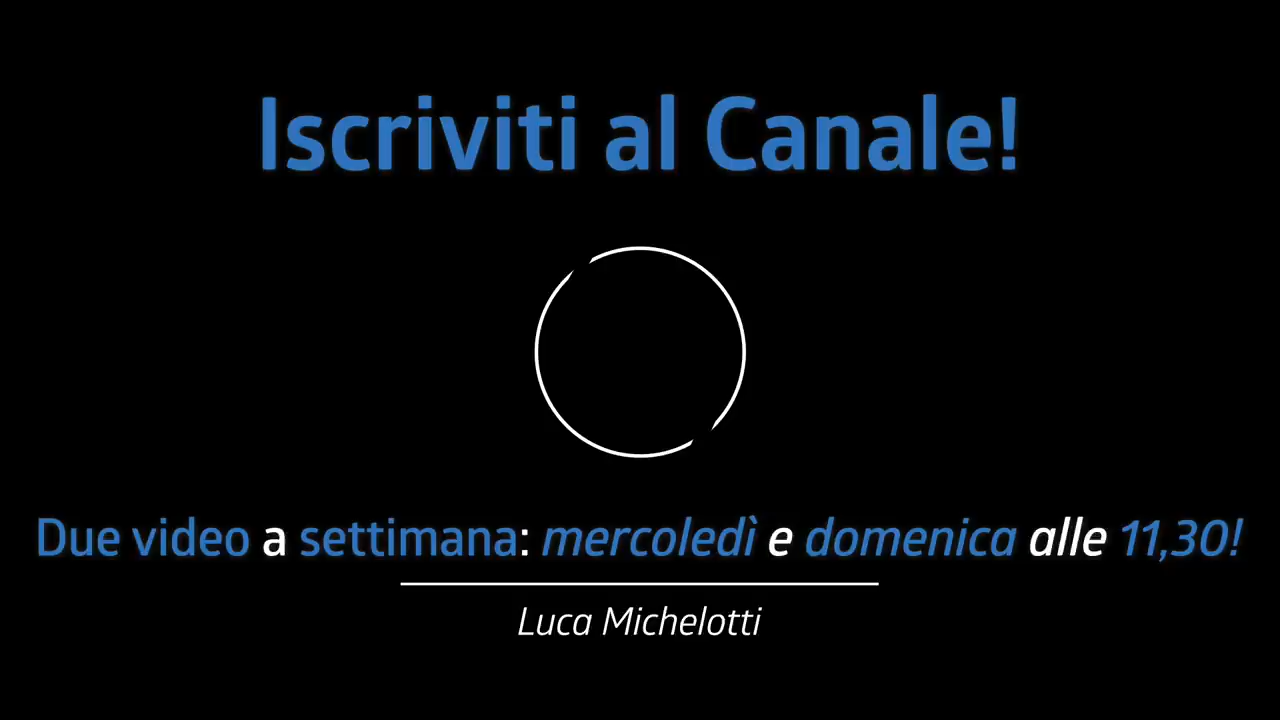 Iscriviti al Canale!
Due video a settimana: mercoledì e domenica alle 11,30!
Luca Michelotti